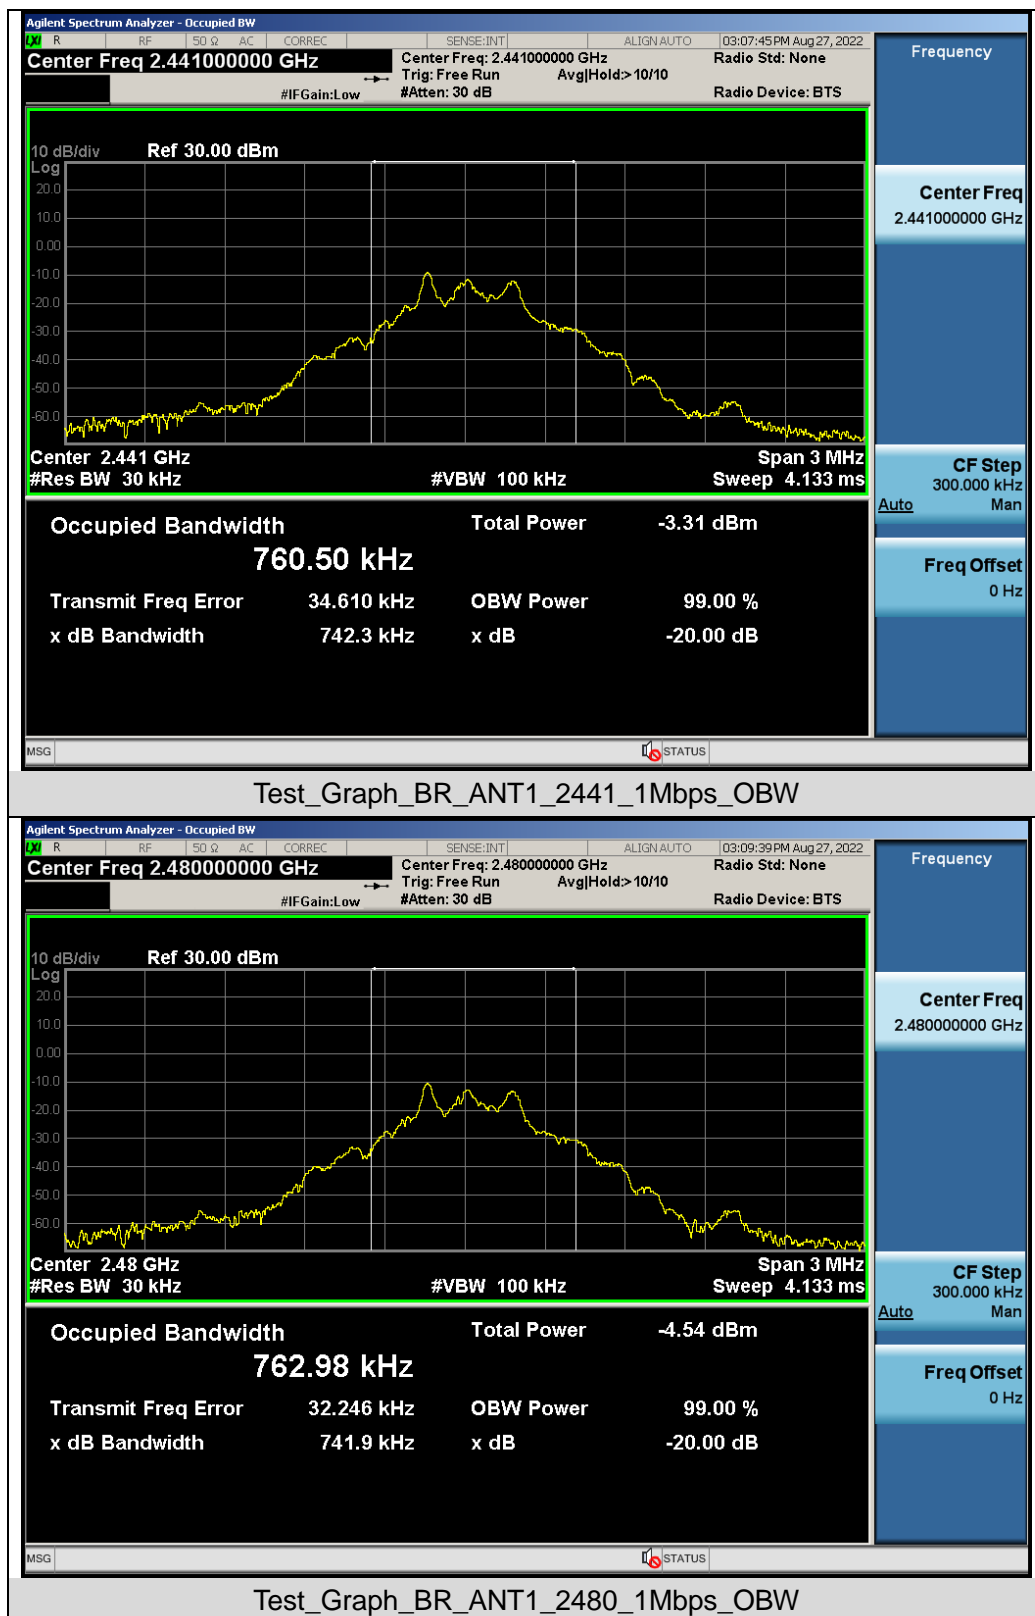 Agilent Spectrum Analyzer - Occupied BW
LXI R RF 50 Ω AC CORREC SENSE:INT ALIGN AUTO 03:07:45 PM Aug 27, 2022
Center Freq 2.441000000 GHz
Center Freq: 2.441000000 GHz Radio Std: None
Trig: Free Run Avg|Hold:> 10/10
#IFGain:Low #Atten: 30 dB Radio Device: BTS
Frequency
10 dB/div Ref 30.00 dBm
Log
20.0
10.0
0.00
-10.0
-20.0
-30.0
-40.0
-50.0
-60.0
Center 2.441 GHz Span 3 MHz
#Res BW 30 kHz #VBW 100 kHz Sweep 4.133 ms
Center Freq
2.441000000 GHz
CF Step
300.000 kHz
Auto Man
Freq Offset
0 Hz
Occupied Bandwidth Total Power -3.31 dBm
760.50 kHz
Transmit Freq Error 34.610 kHz OBW Power 99.00 %
x dB Bandwidth 742.3 kHz x dB -20.00 dB
MSG STATUS
Test_Graph_BR_ANT1_2441_1Mbps_OBW
Agilent Spectrum Analyzer - Occupied BW
LXI R RF 50 Ω AC CORREC SENSE:INT ALIGN AUTO 03:09:39 PM Aug 27, 2022
Center Freq 2.480000000 GHz
Center Freq: 2.480000000 GHz Radio Std: None
Trig: Free Run Avg|Hold:> 10/10
#IFGain:Low #Atten: 30 dB Radio Device: BTS
Frequency
10 dB/div Ref 30.00 dBm
Log
20.0
10.0
0.00
-10.0
-20.0
-30.0
-40.0
-50.0
-60.0
Center 2.48 GHz Span 3 MHz
#Res BW 30 kHz #VBW 100 kHz Sweep 4.133 ms
Center Freq
2.480000000 GHz
CF Step
300.000 kHz
Auto Man
Freq Offset
0 Hz
Occupied Bandwidth Total Power -4.54 dBm
762.98 kHz
Transmit Freq Error 32.246 kHz OBW Power 99.00 %
x dB Bandwidth 741.9 kHz x dB -20.00 dB
MSG STATUS
Test_Graph_BR_ANT1_2480_1Mbps_OBW